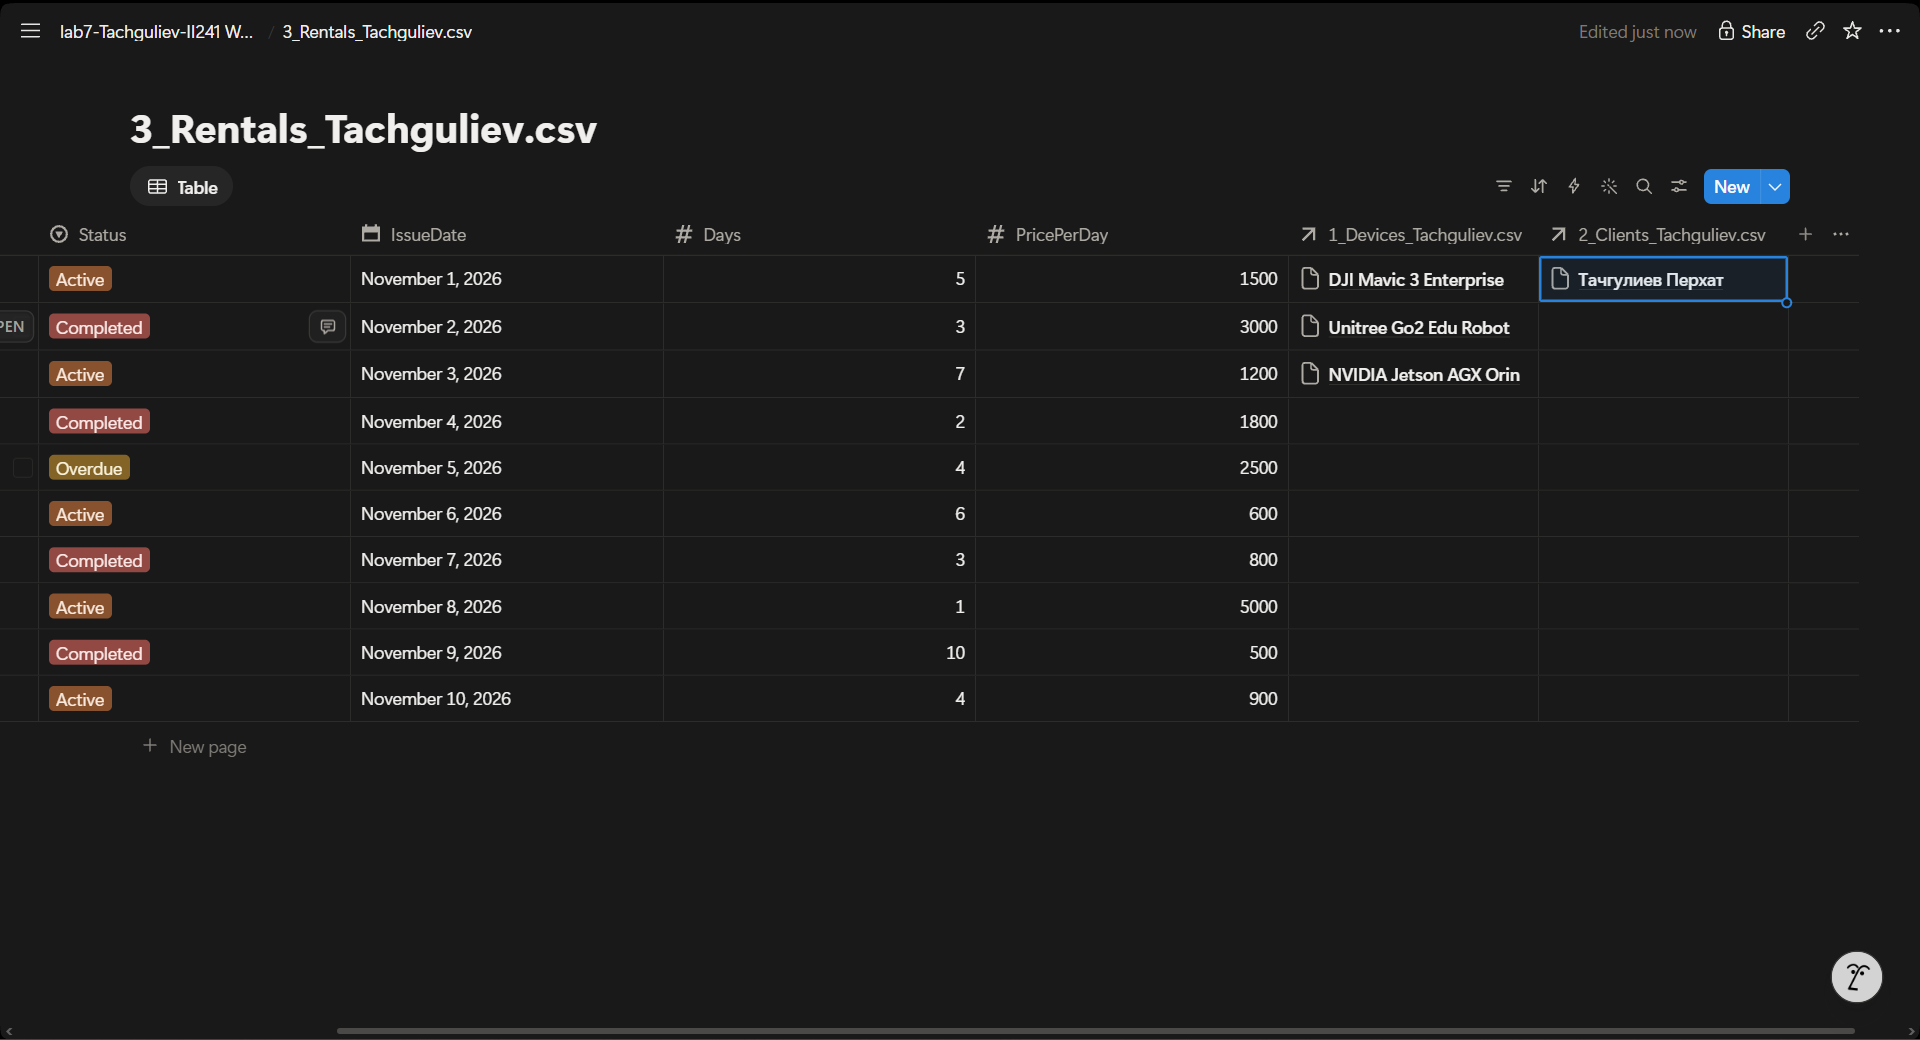 lab7-Tachguliev-II241 W... / 3_Rentals_Tachguliev.csv Edited just now Share
3_Rentals_Tachguliev.csv
Table New
Status IssueDate Days PricePerDay 1_Devices_Tachguliev.csv 2_Clients_Tachguliev.csv
Active November 1, 2026 5 1500 DJI Mavic 3 Enterprise Тачгулиев Перхат
PEN Completed November 2, 2026 3 3000 Unitree Go2 Edu Robot
Active November 3, 2026 7 1200 NVIDIA Jetson AGX Orin
Completed November 4, 2026 2 1800
Overdue November 5, 2026 4 2500
Active November 6, 2026 6 600
Completed November 7, 2026 3 800
Active November 8, 2026 1 5000
Completed November 9, 2026 10 500
Active November 10, 2026 4 900
New page